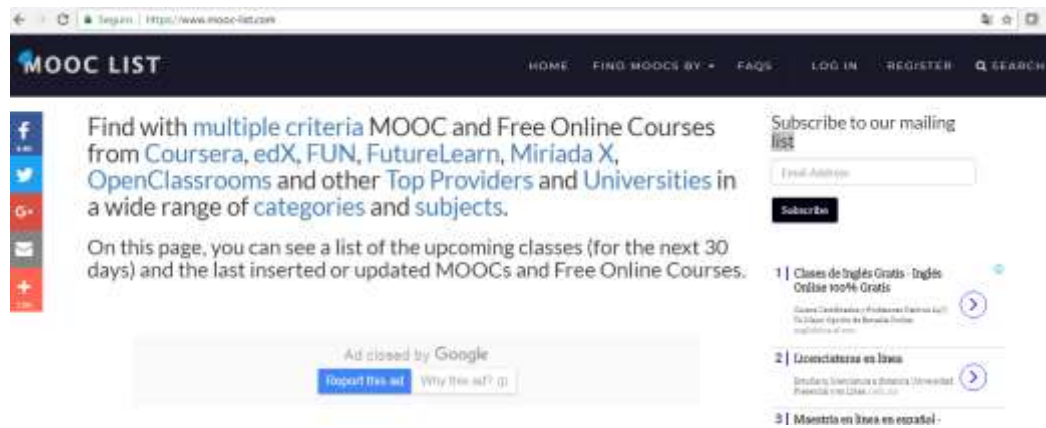 Seguro | https://www.mooc-list.com
MOOC LIST
HOME FIND MOOCS BY FAQS LOG IN REGISTER SEARCH
Find with multiple criteria MOOC and Free Online Courses
from Coursera, edX, FUN, FutureLearn, Miríada X,
OpenClassrooms and other Top Providers and Universities in
a wide range of categories and subjects.
On this page, you can see a list of the upcoming classes (for the next 30
days) and the last inserted or updated MOOCs and Free Online Courses.
Ad closed by Google
Report this ad Why this ad?
Subscribe to our mailing
list
Email Address
Subscribe
1 Clases de Inglés Gratis - Inglés
Online 100% Gratis
2 Licenciaturas en línea
3 Maestría en línea en español -